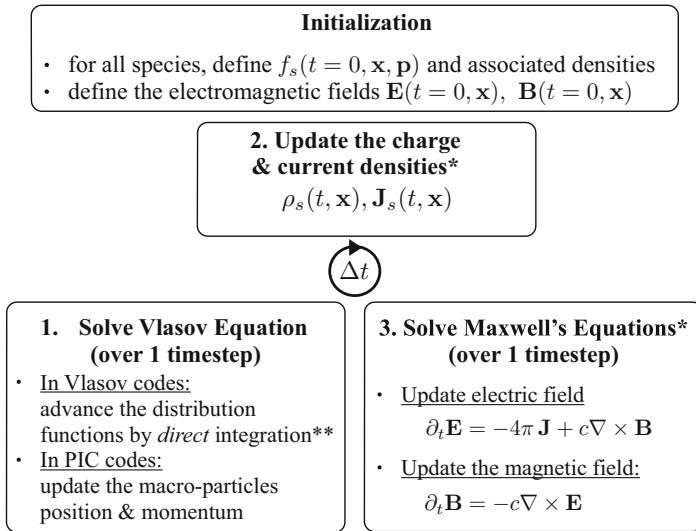 Initialization
· for all species, define f_s(t = 0, x, p) and associated densities
· define the electromagnetic fields E(t = 0, x), B(t = 0, x)
2. Update the charge
& current densities*
ρ_s(t, x), J_s(t, x)
Δt
1. Solve Vlasov Equation
(over 1 timestep)
· In Vlasov codes:
advance the distribution
functions by direct integration**
· In PIC codes:
update the macro-particles
position & momentum
3. Solve Maxwell's Equations*
(over 1 timestep)
· Update electric field
∂_t E = −4π J + c∇ × B
· Update the magnetic field:
∂_t B = −c∇ × E